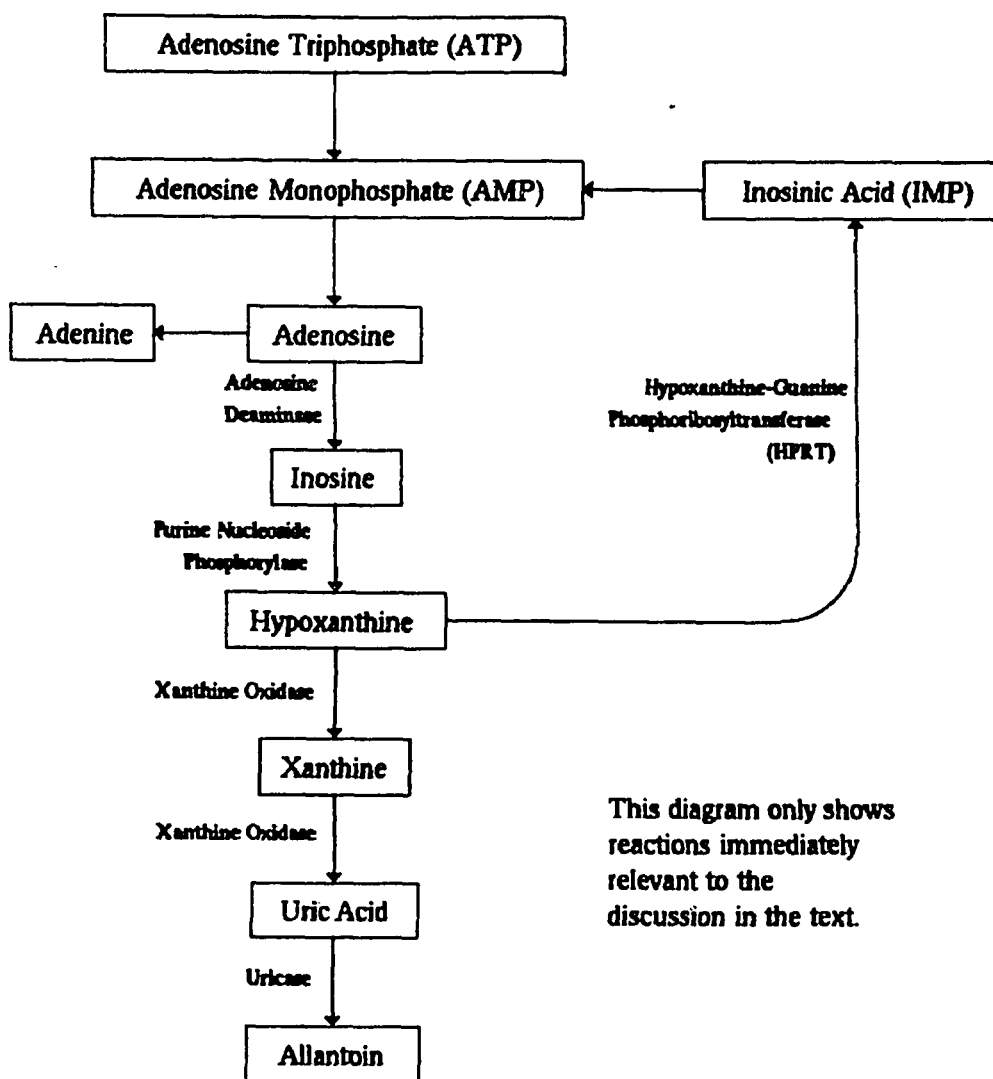 Adenosine Triphosphate (ATP)
Adenosine Monophosphate (AMP)
Inosinic Acid (IMP)
Adenine
Adenosine
Adenosine
Deaminase
Hypoxanthine-Guanine
Phosphoribosyltransferase
(HPRT)
Inosine
Purine Nucleoside
Phosphorylase
Hypoxanthine
Xanthine Oxidase
Xanthine
Xanthine Oxidase
This diagram only shows
reactions immediately
relevant to the
discussion in the text.
Uric Acid
Uricase
Allantoin